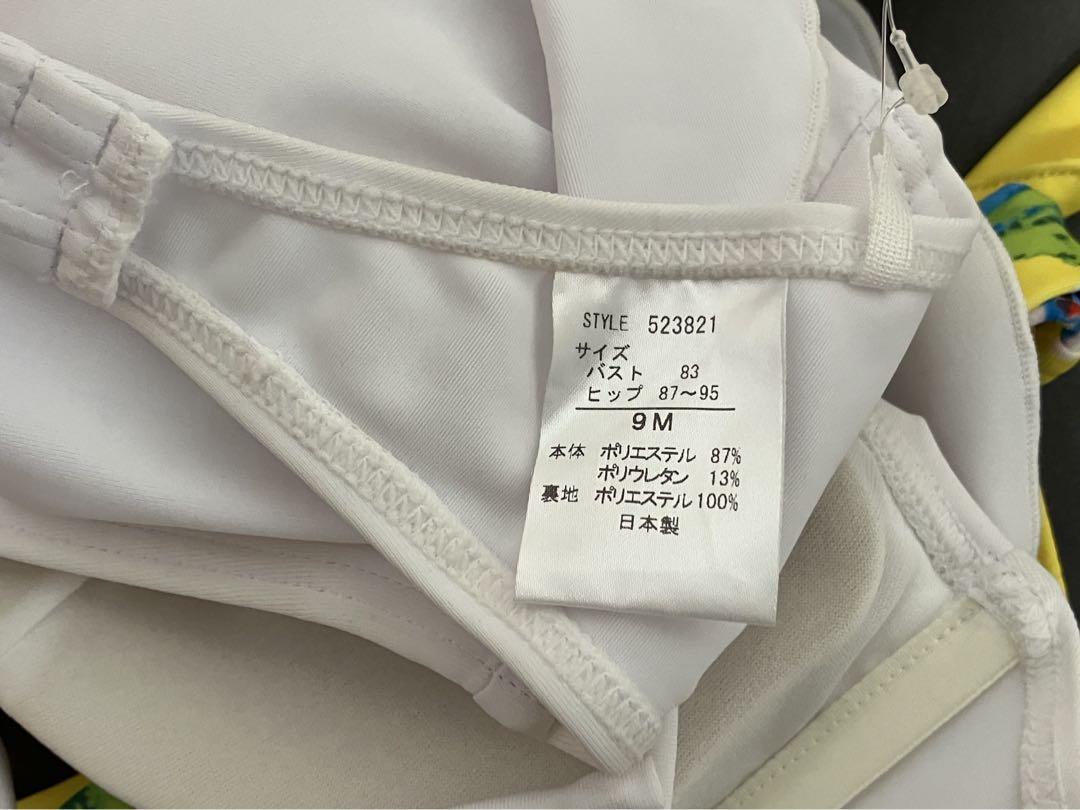 STYLE 523821
サイズ
バスト 83
ヒップ 87～95
9M
本体 ポリエステル 87%
ポリウレタン 13%
裏地 ポリエステル100%
日本製